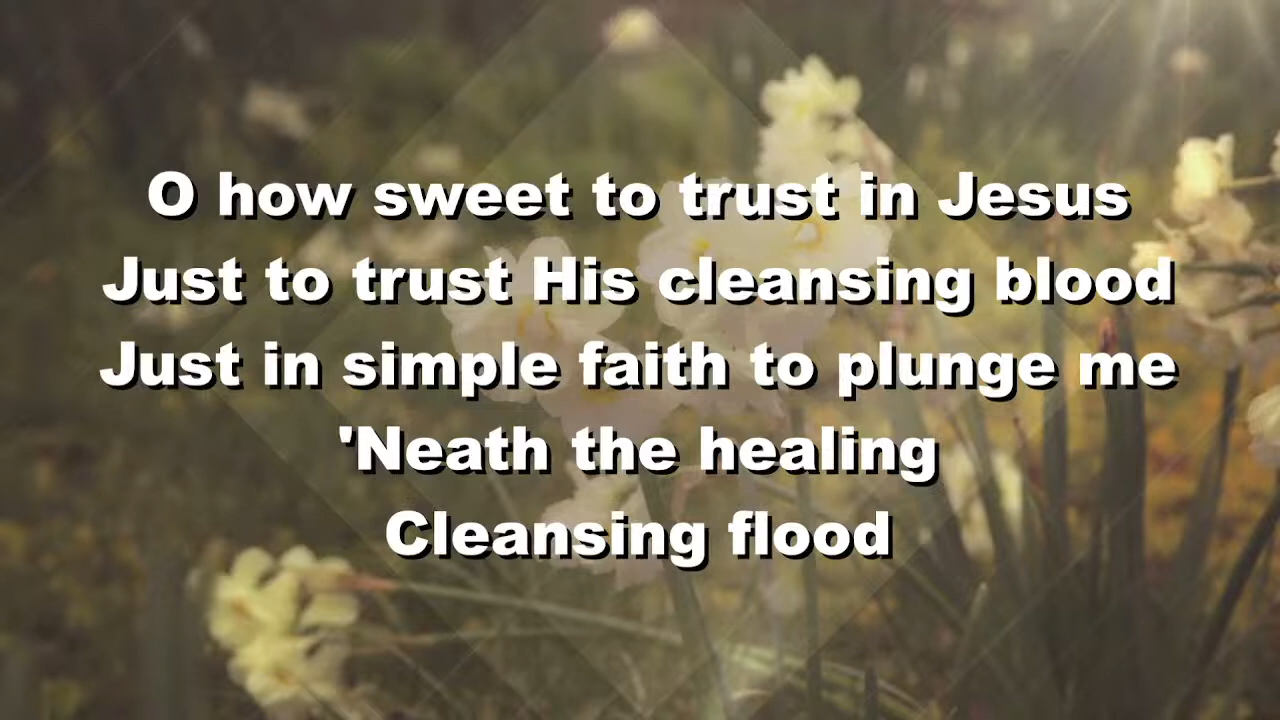 O how sweet to trust in Jesus
Just to trust His cleansing blood
Just in simple faith to plunge me
'Neath the healing
Cleansing flood